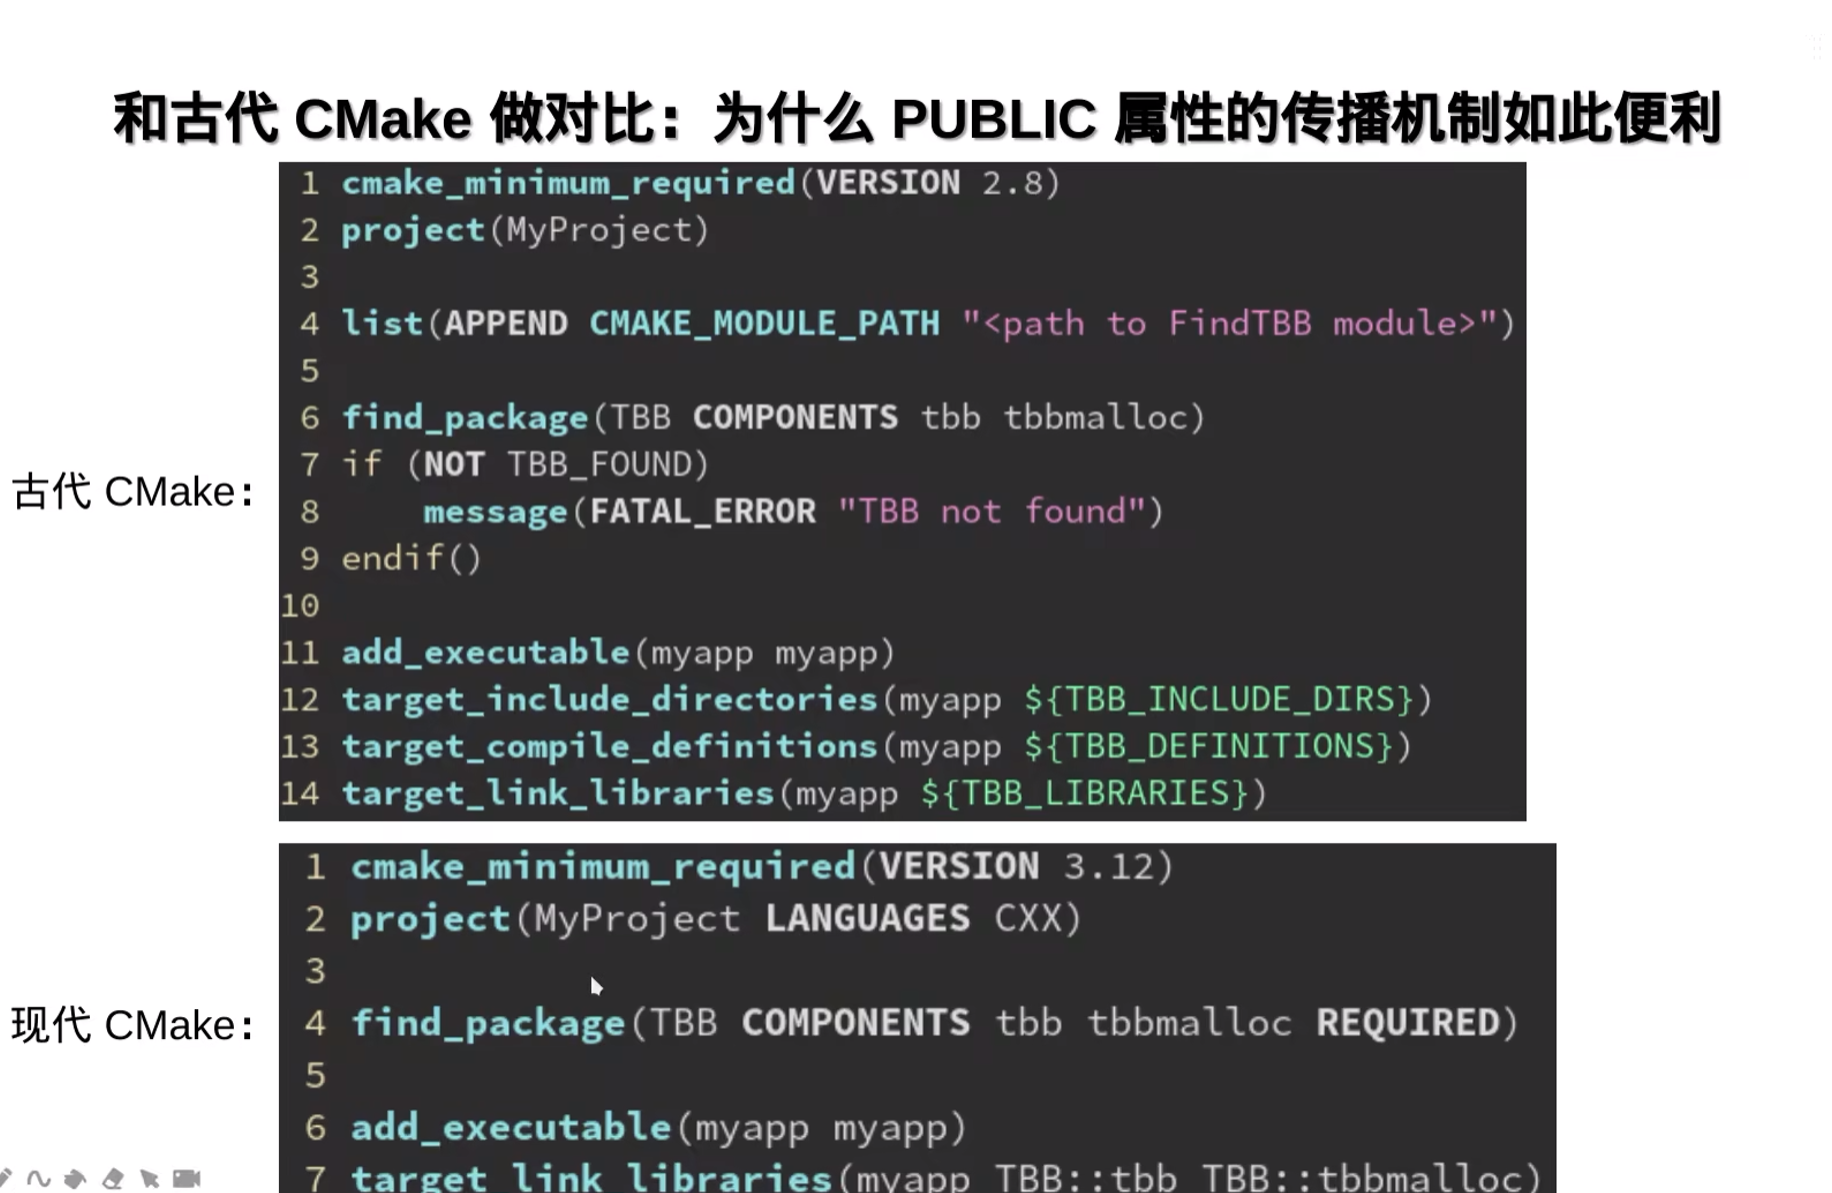 和古代 CMake 做对比：为什么 PUBLIC 属性的传播机制如此便利
古代 CMake：
1 cmake_minimum_required(VERSION 2.8)
2 project(MyProject)
3
4 list(APPEND CMAKE_MODULE_PATH "<path to FindTBB module>")
5
6 find_package(TBB COMPONENTS tbb tbbmalloc)
7 if (NOT TBB_FOUND)
8     message(FATAL_ERROR "TBB not found")
9 endif()
10
11 add_executable(myapp myapp)
12 target_include_directories(myapp ${TBB_INCLUDE_DIRS})
13 target_compile_definitions(myapp ${TBB_DEFINITIONS})
14 target_link_libraries(myapp ${TBB_LIBRARIES})
现代 CMake：
1 cmake_minimum_required(VERSION 3.12)
2 project(MyProject LANGUAGES CXX)
3
4 find_package(TBB COMPONENTS tbb tbbmalloc REQUIRED)
5
6 add_executable(myapp myapp)
7 target_link_libraries(myapp TBB::tbb TBB::tbbmalloc)